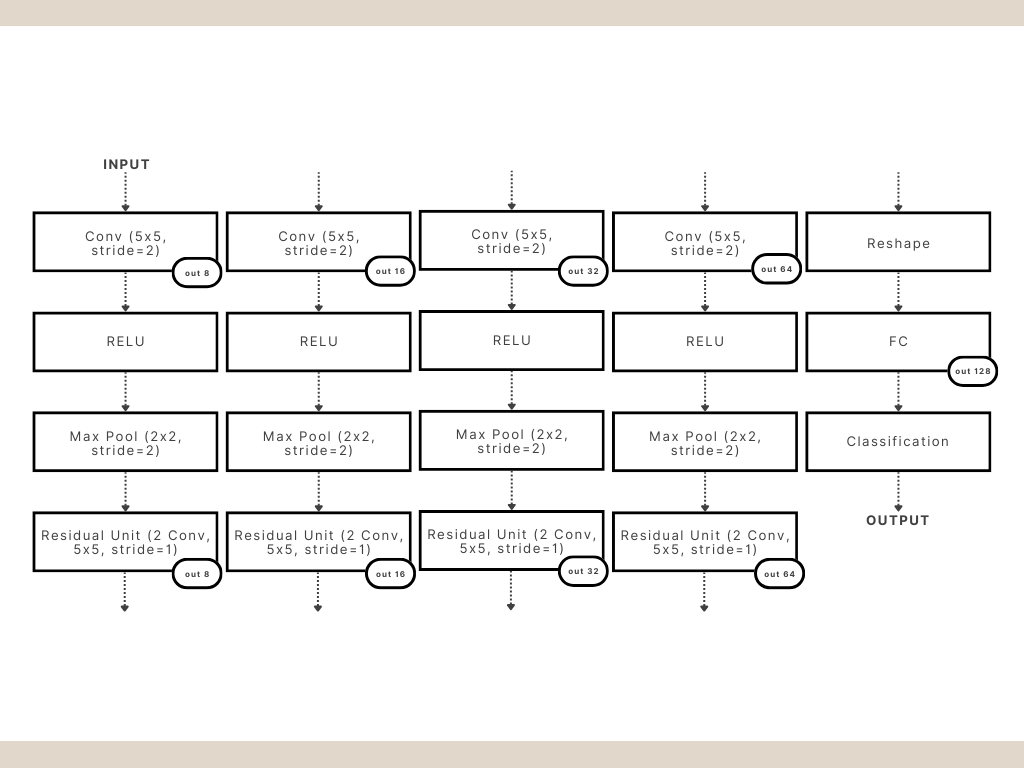 INPUT
Conv (5x5,
stride=2)
out 8
RELU
Max Pool (2x2,
stride=2)
Residual Unit (2 Conv,
5x5, stride=1)
out 8
Conv (5x5,
stride=2)
out 16
RELU
Max Pool (2x2,
stride=2)
Residual Unit (2 Conv,
5x5, stride=1)
out 16
Conv (5x5,
stride=2)
out 32
RELU
Max Pool (2x2,
stride=2)
Residual Unit (2 Conv,
5x5, stride=1)
out 32
Conv (5x5,
stride=2)
out 64
RELU
Max Pool (2x2,
stride=2)
Residual Unit (2 Conv,
5x5, stride=1)
out 64
Reshape
FC
out 128
Classification
OUTPUT